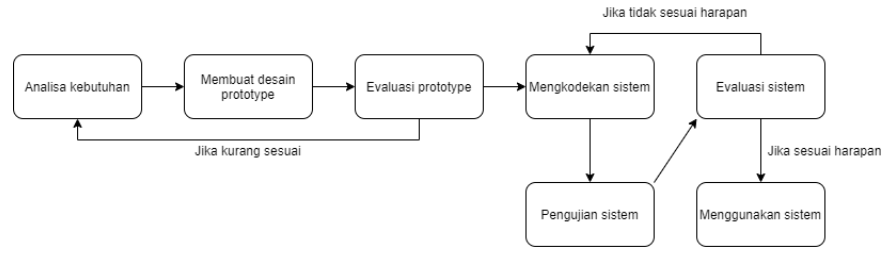 Jika tidak sesuai harapan
Analisa kebutuhan
Membuat desain
prototype
Evaluasi prototype
Mengkodekan sistem
Evaluasi sistem
Jika kurang sesuai
Jika sesuai harapan
Pengujian sistem
Menggunakan sistem